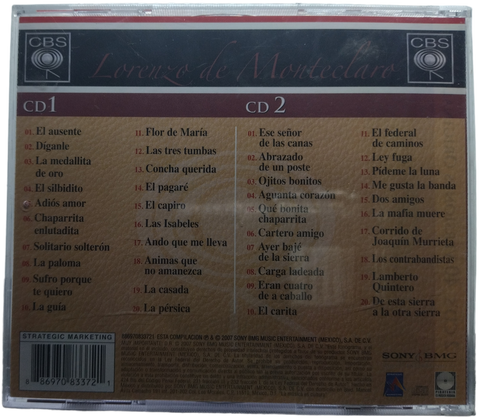 CBS
Lorenzo de Monteclaro
CBS
CD 1
CD 2
01. El ausente
02. Díganle
03. La medallita
de oro
04. El silbidito
05. Adiós amor
06. Chaparrita
enlutadita
07. Solitario solterón
08. La paloma
09. Sufro porque
te quiero
10. La guía
11. Flor de María
12. Las tres tumbas
13. Concha querida
14. El pagaré
15. El capiro
16. Las Isabeles
17. Ando que me lleva
18. Animas que
no amanezca
19. La casada
20. La pérsica
01. Ese señor
de las canas
02. Abrazado
de un poste
03. Ojitos bonitos
04. Aguanta corazón
05. Qué bonita
chaparrita
06. Cartero amigo
07. Ayer bajé
de la sierra
08. Carga ladeada
09. Eran cuatro
de a caballo
10. El carita
11. El federal
de caminos
12. Ley fuga
13. Pídeme la luna
14. Me gusta la banda
15. Dos amigos
16. La mafia muere
17. Corrido de
Joaquín Murrieta
18. Los contrabandistas
19. Lamberto
Quintero
20. De esta sierra
a la otra sierra
STRATEGIC MARKETING
8 86970 83372 1
SONY BMG